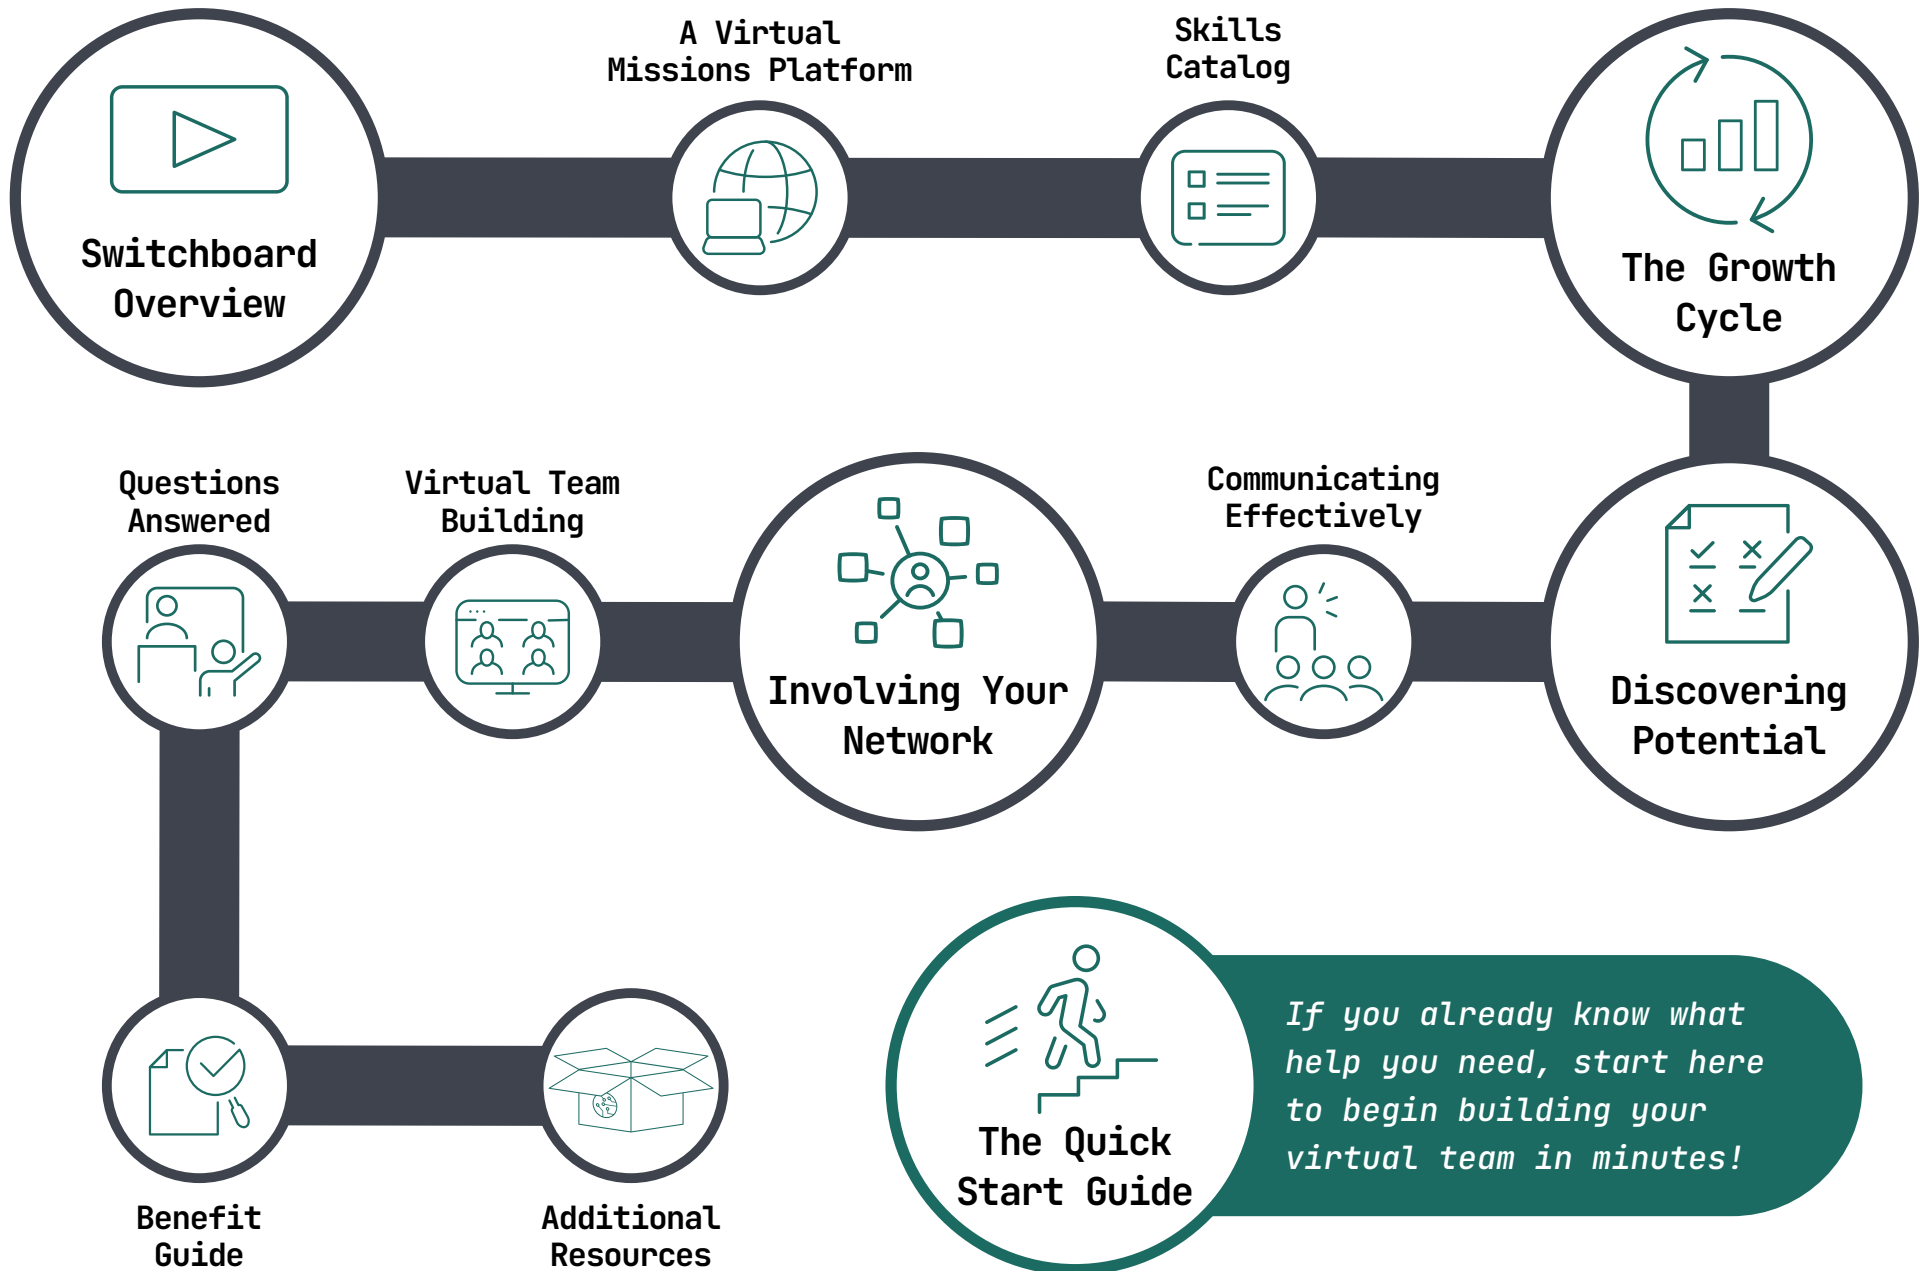 A Virtual
Missions Platform
Skills
Catalog
Switchboard
Overview
The Growth
Cycle
Questions
Answered
Virtual Team
Building
Communicating
Effectively
Involving Your
Network
Discovering
Potential
The Quick
Start Guide
If you already know what
help you need, start here
to begin building your
virtual team in minutes!
Benefit
Guide
Additional
Resources